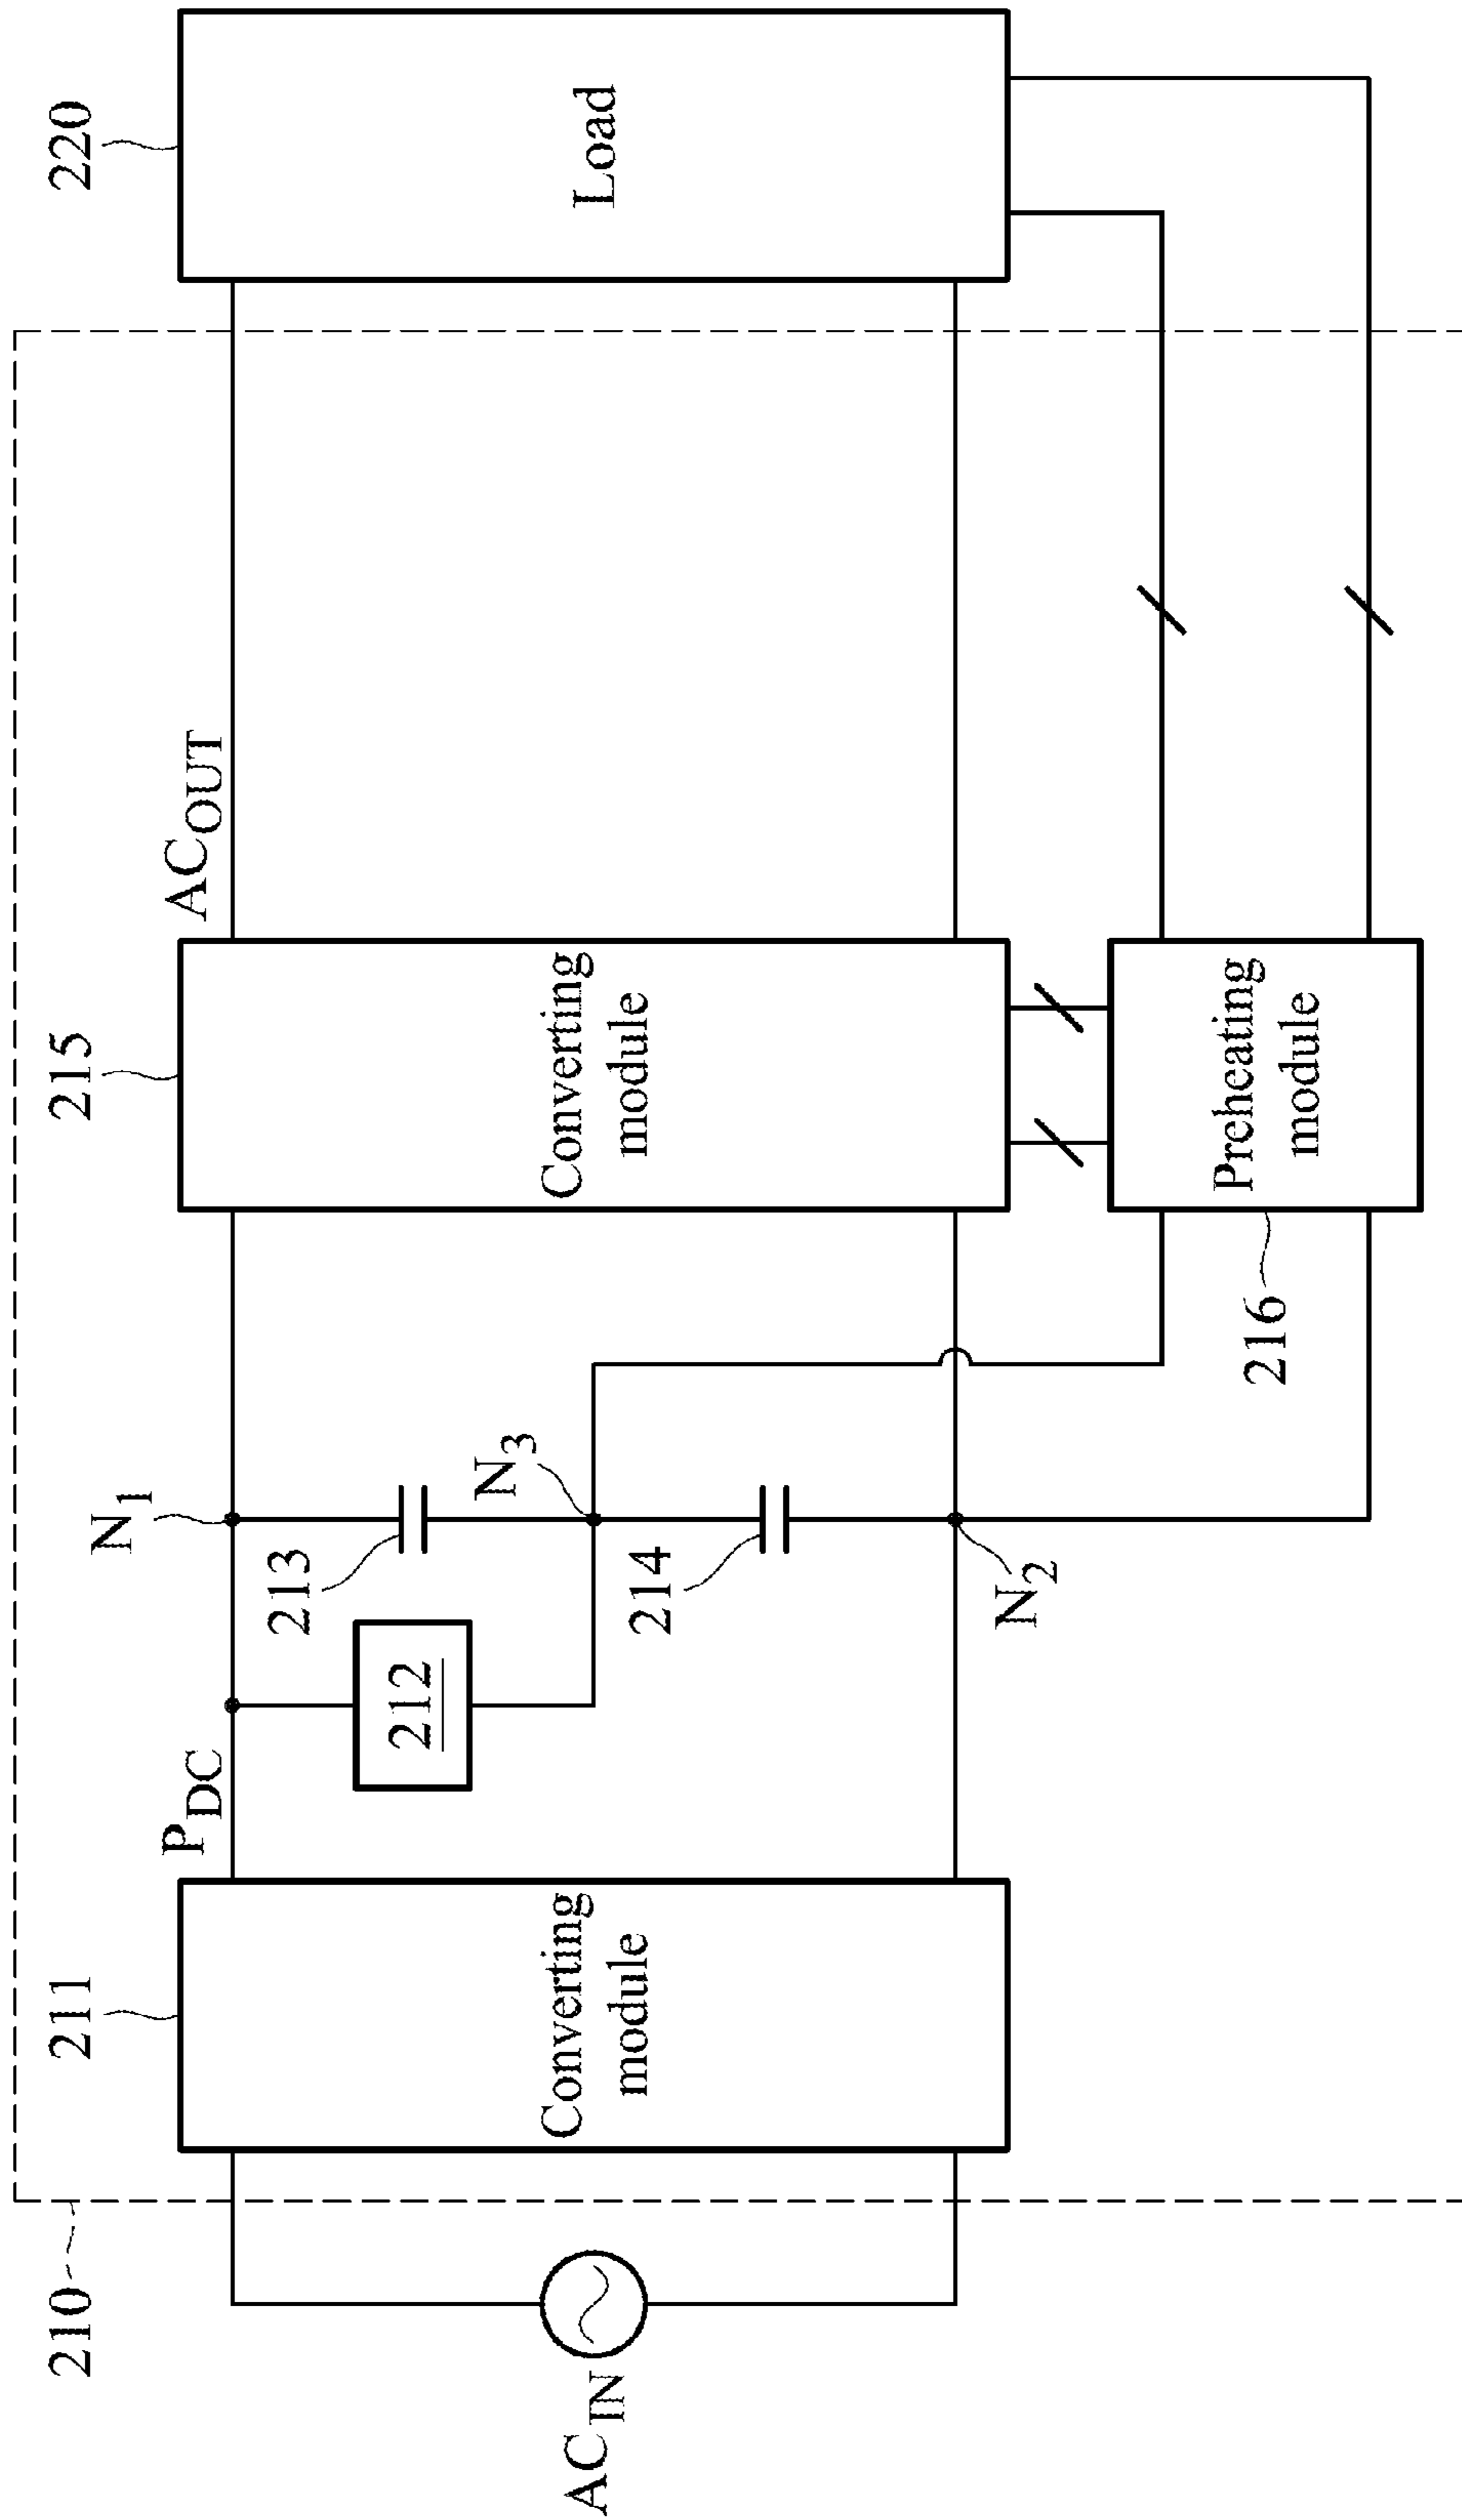 210
211
215
220
P_DC
N_1
AC_OUT
213
212
N_3
214
N_2
AC_IN
Converting
module
Converting
module
Load
216
Preheating
module